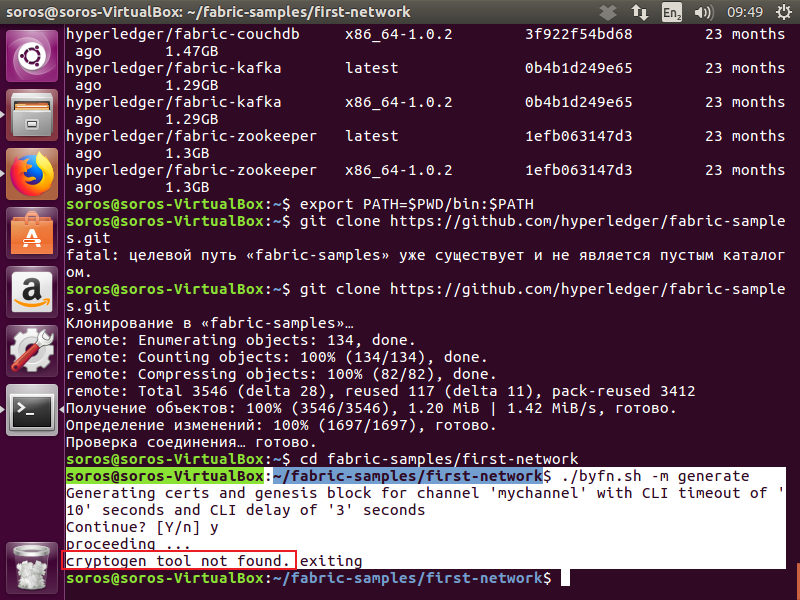 soros@soros-VirtualBox: ~/fabric-samples/first-network
En2
09:49
hyperledger/fabric-couchdb     x86_64-1.0.2        3f922f54bd68        23 months
 ago       1.47GB
hyperledger/fabric-kafka       latest              0b4b1d249e65        23 months
 ago       1.29GB
hyperledger/fabric-kafka       x86_64-1.0.2        0b4b1d249e65        23 months
 ago       1.29GB
hyperledger/fabric-zookeeper   latest              1efb063147d3        23 months
 ago       1.3GB
hyperledger/fabric-zookeeper   x86_64-1.0.2        1efb063147d3        23 months
 ago       1.3GB
soros@soros-VirtualBox:~$ export PATH=$PWD/bin:$PATH
soros@soros-VirtualBox:~$ git clone https://github.com/hyperledger/fabric-sample
s.git
fatal: целевой путь «fabric-samples» уже существует и не является пустым каталог
ом.
soros@soros-VirtualBox:~$ git clone https://github.com/hyperledger/fabric-sample
s.git
Клонирование в «fabric-samples»…
remote: Enumerating objects: 134, done.
remote: Counting objects: 100% (134/134), done.
remote: Compressing objects: 100% (82/82), done.
remote: Total 3546 (delta 28), reused 117 (delta 11), pack-reused 3412
Получение объектов: 100% (3546/3546), 1.20 MiB | 1.42 MiB/s, готово.
Определение изменений: 100% (1697/1697), готово.
Проверка соединения… готово.
soros@soros-VirtualBox:~$ cd fabric-samples/first-network
soros@soros-VirtualBox:~/fabric-samples/first-network$ ./byfn.sh -m generate
Generating certs and genesis block for channel 'mychannel' with CLI timeout of '
10' seconds and CLI delay of '3' seconds
Continue? [Y/n] y
proceeding ...
cryptogen tool not found. exiting
soros@soros-VirtualBox:~/fabric-samples/first-network$